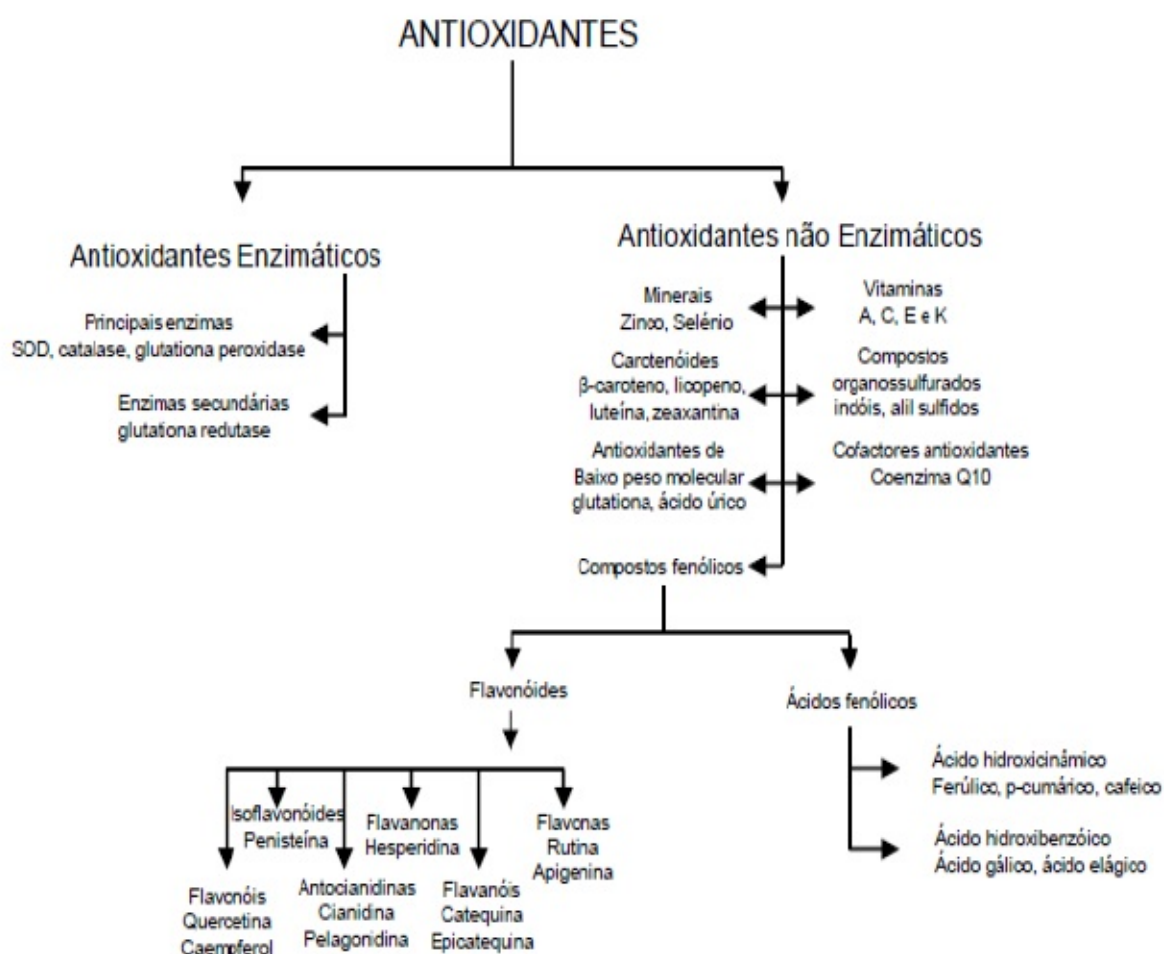 ANTIOXIDANTES
Antioxidantes Enzimáticos
Principais enzimas
SOD, catalase, glutationa peroxidase
Enzimas secundárias
glutationa redutase
Antioxidantes não Enzimáticos
Minerais
Zinco, Selénio
Vitaminas
A, C, E e K
Carotenóides
β-caroteno, licopeno,
luteína, zeaxantina
Compostos
organossulfurados
indóis, alil sulfidos
Antioxidantes de
Baixo peso molecular
glutationa, ácido úrico
Cofactores antioxidantes
Coenzima Q10
Compostos fenólicos
Flavonóides
Ácidos fenólicos
Isoflavonóides
Penisteína
Flavanonas
Hesperidina
Flavonas
Rutina
Apigenina
Flavonóis
Quercetina
Caempferol
Antocianidinas
Cianidina
Pelagonidina
Flavanóis
Catequina
Epicatequina
Ácido hidroxicinâmico
Ferúlico, p-cumárico, cafeico
Ácido hidroxibenzóico
Ácido gálico, ácido elágico